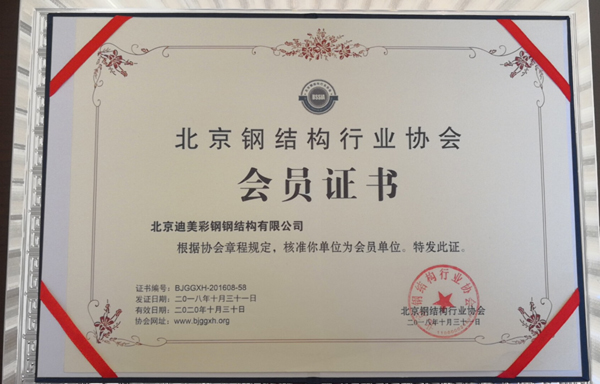 北京钢结构行业协会
会员证书
北京迪美彩钢钢结构有限公司
根据协会章程规定，核准你单位为会员单位。特发此证。
证书编号：BJGGXH-201608-58
发证日期：二0一八年十月三十一日
有效日期：二0二0年十月三十日
协会网址：www.bjggxh.org
钢结构行业协会
北京钢结构行业协会
二0一八年十月三十一日